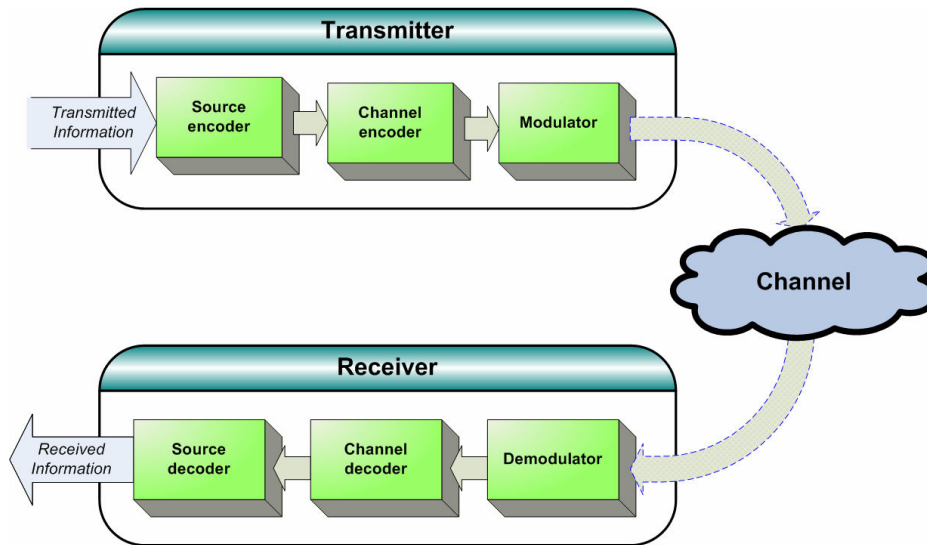 Transmitter
Transmitted
Information
Source
encoder
Channel
encoder
Modulator
Channel
Receiver
Received
Information
Source
decoder
Channel
decoder
Demodulator